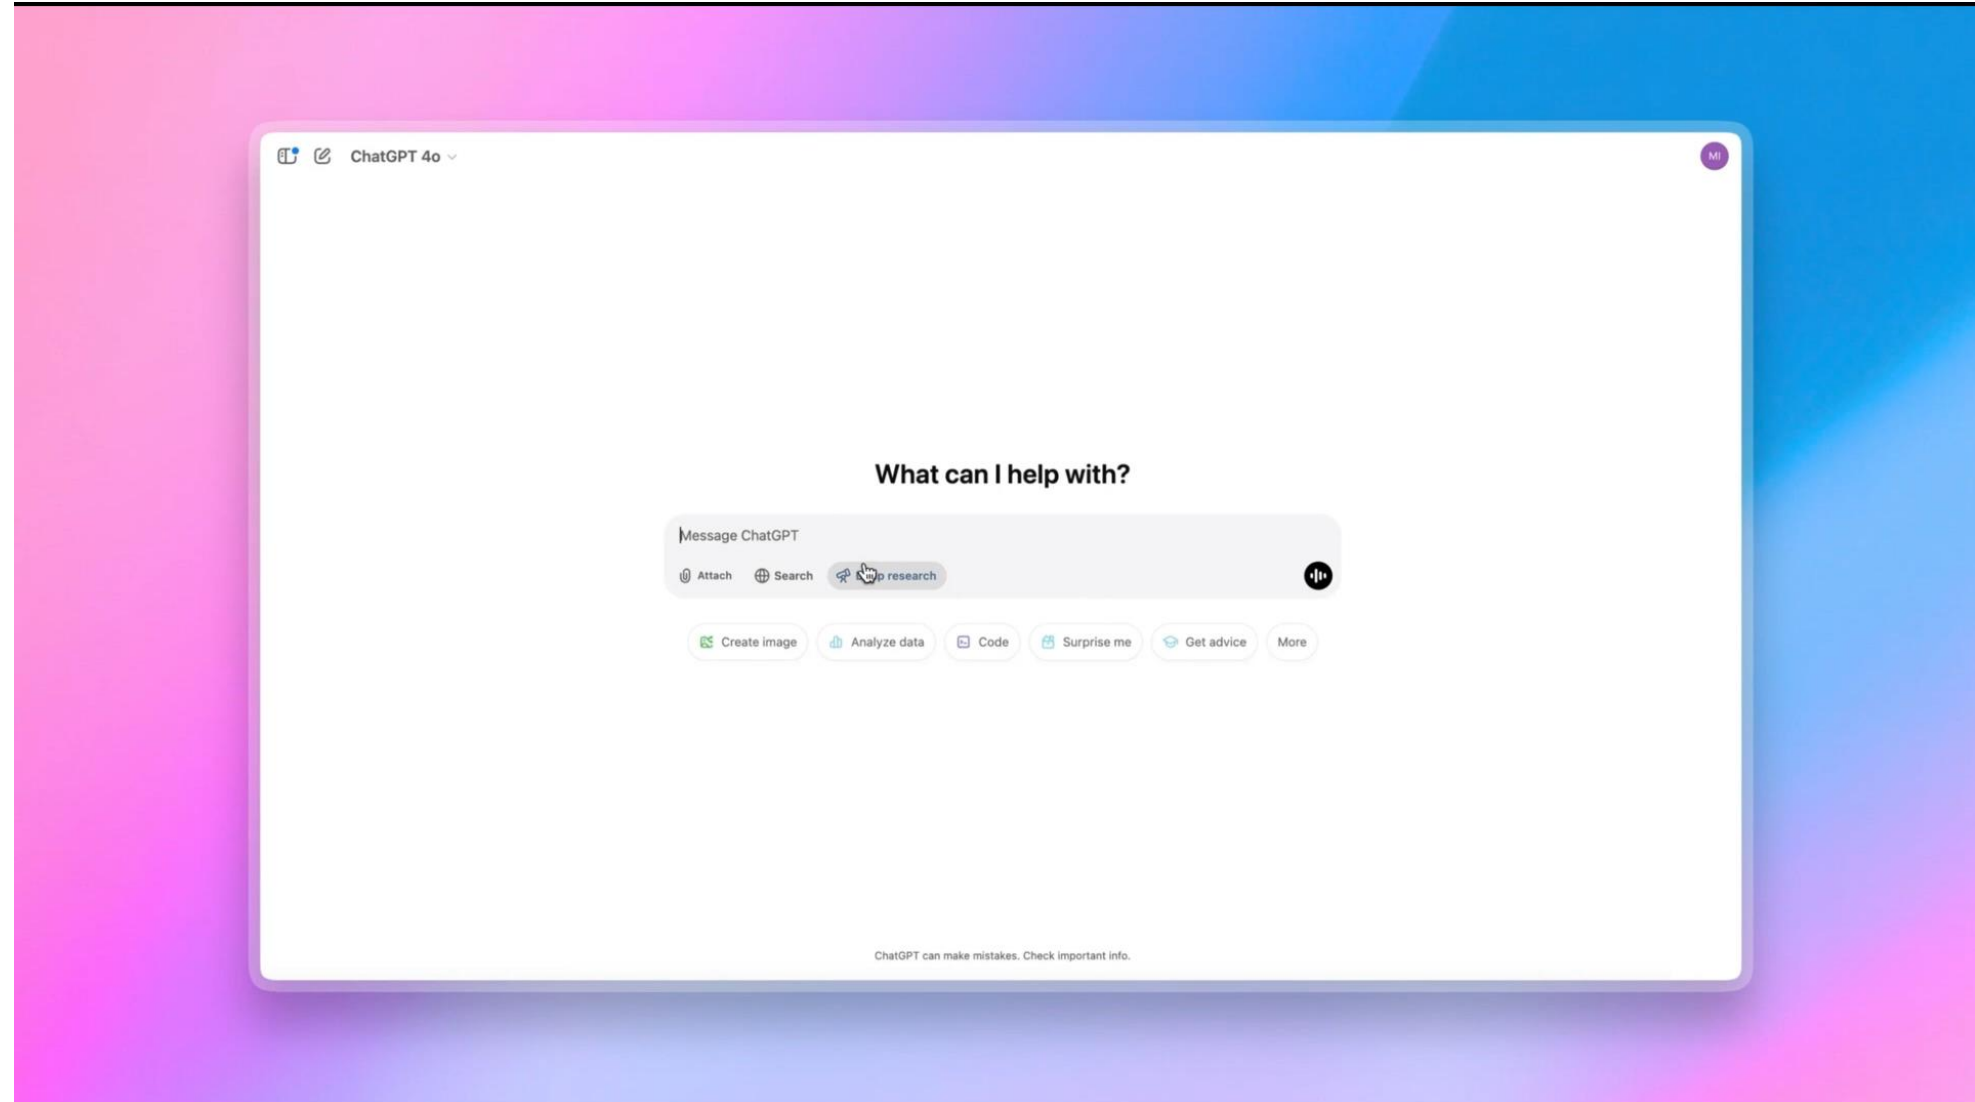 ChatGPT 4o
MI
What can I help with?
Message ChatGPT
Attach Search research
Create image Analyze data Code Surprise me Get advice More
ChatGPT can make mistakes. Check important info.